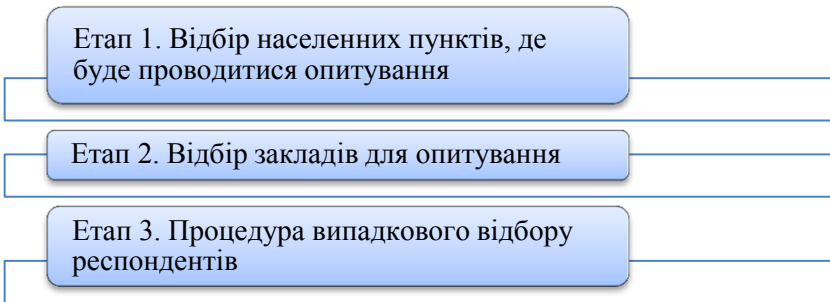 Етап 1. Відбір населенних пунктів, де
буде проводитися опитування
Етап 2. Відбір закладів для опитування
Етап 3. Процедура випадкового відбору
респондентів